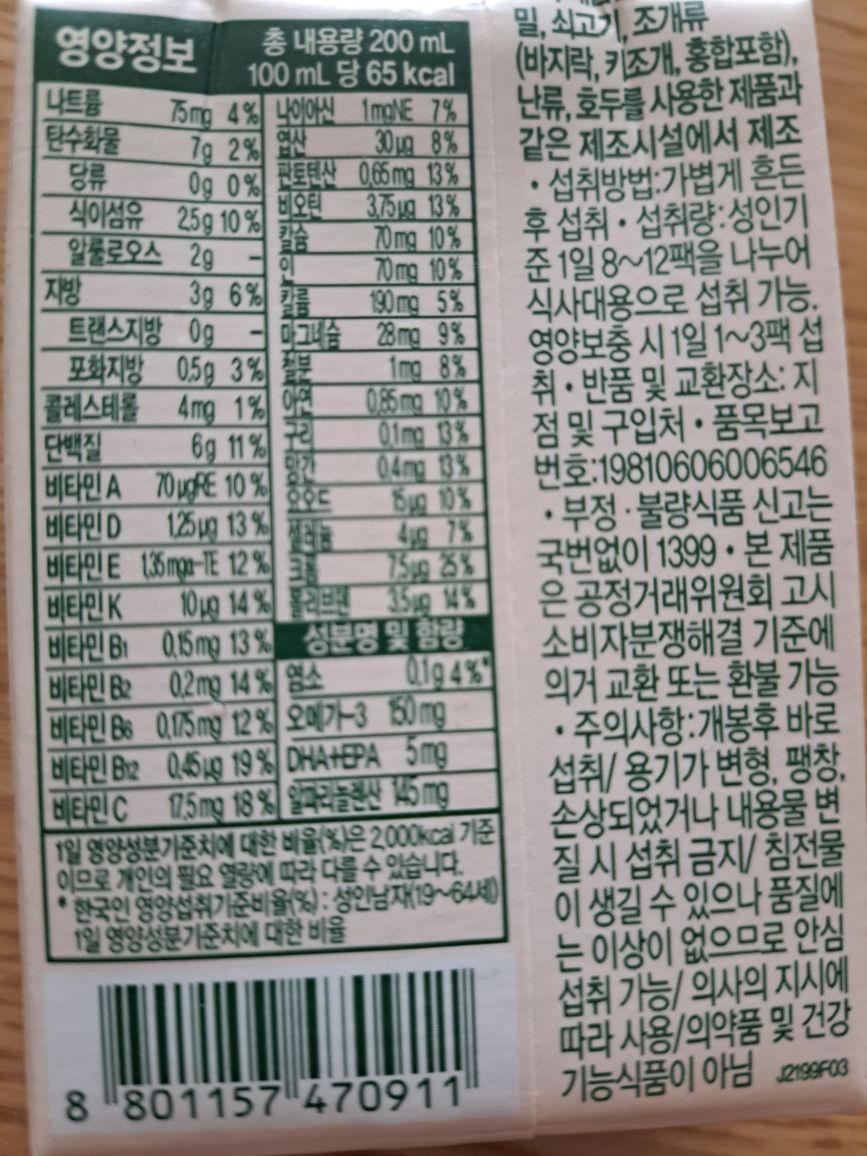 영양정보
총 내용량 200 mL
100 mL 당 65 kcal
나트륨 75mg 4%
탄수화물 7g 2%
당류 0g 0%
식이섬유 2.5g 10%
알룰로오스 2g -
지방 3g 6%
트랜스지방 0g -
포화지방 0.5g 3%
콜레스테롤 4mg 1%
단백질 6g 11%
비타민 A 70μgRE 10%
비타민 D 1.25μg 13%
비타민 E 1.35mgα-TE 12%
비타민 K 10μg 14%
비타민 B1 0.15mg 13%
비타민 B2 0.2mg 14%
비타민 B6 0.175mg 12%
비타민 B12 0.45μg 19%
비타민 C 17.5mg 18%
나이아신 1mgNE 7%
엽산 30μg 8%
판토텐산 0.65mg 13%
비오틴 3.75μg 13%
칼슘 70mg 10%
인 70mg 10%
칼륨 190mg 5%
마그네슘 28mg 9%
철분 1mg 8%
아연 0.85mg 10%
구리 0.1mg 13%
망간 0.4mg 13%
요오드 15μg 10%
셀레늄 4μg 7%
크롬 7.5μg 25%
몰리브덴 3.5μg 14%
성분명 및 함량
염소 0.1g 4%*
오메가-3 150mg
DHA+EPA 5mg
알파리놀렌산 145mg
1일 영양성분기준치에 대한 비율(%)은 2,000kcal 기준
이므로 개인의 필요 열량에 따라 다를 수 있습니다.
* 한국인 영양섭취기준비율(%) : 성인남자(19~64세)
1일 영양성분기준치에 대한 비율
8 801157 470911
밀, 쇠고기, 조개류
(바지락, 키조개, 홍합포함),
난류, 호두를 사용한 제품과
같은 제조시설에서 제조
• 섭취방법:가볍게 흔든
후 섭취 • 섭취량:성인기
준 1일 8~12팩을 나누어
식사대용으로 섭취 가능.
영양보충 시 1일 1~3팩 섭
취 • 반품 및 교환장소: 지
점 및 구입처 • 품목보고
번호:19810606006546
• 부정 · 불량식품 신고는
국번없이 1399 • 본 제품
은 공정거래위원회 고시
소비자분쟁해결 기준에
의거 교환 또는 환불 가능
• 주의사항:개봉후 바로
섭취/ 용기가 변형, 팽창,
손상되었거나 내용물 변
질 시 섭취 금지/ 침전물
이 생길 수 있으나 품질에
는 이상이 없으므로 안심
섭취 가능/ 의사의 지시에
따라 사용/의약품 및 건강
기능식품이 아님 J2199F03